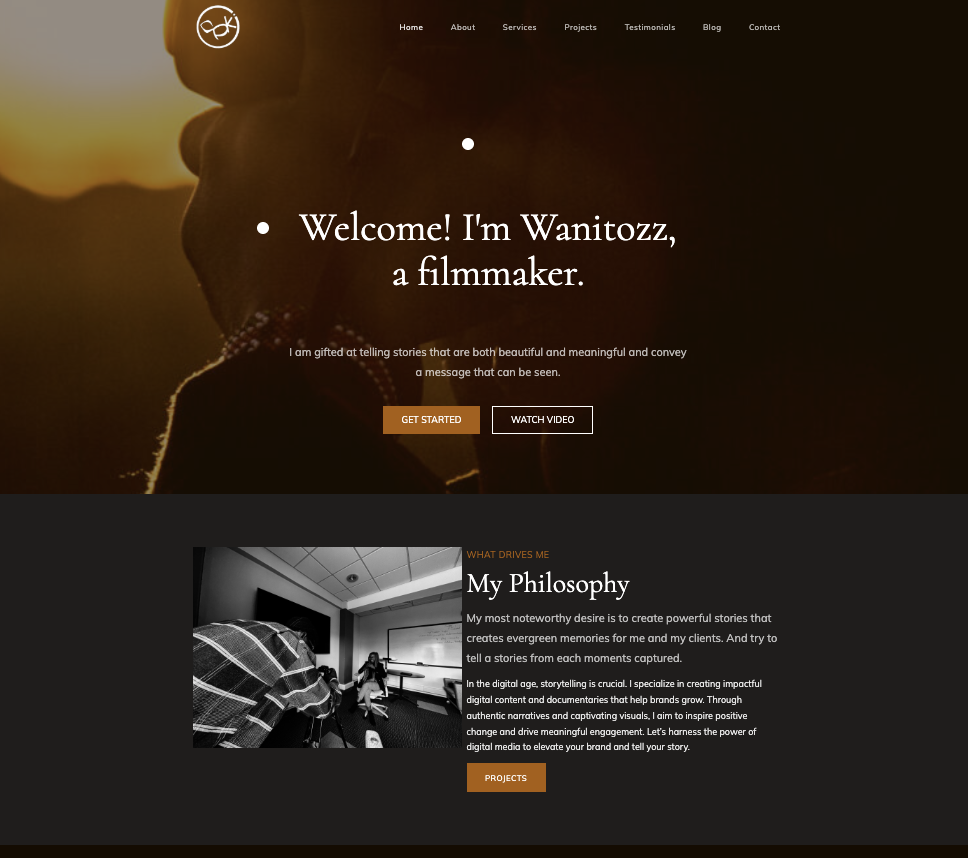 Home About Services Projects Testimonials Blog Contact
Welcome! I'm Wanitozz,
a filmmaker.
I am gifted at telling stories that are both beautiful and meaningful and convey
a message that can be seen.
GET STARTED WATCH VIDEO
WHAT DRIVES ME
My Philosophy
My most noteworthy desire is to create powerful stories that
creates evergreen memories for me and my clients. And try to
tell a stories from each moments captured.
In the digital age, storytelling is crucial. I specialize in creating impactful
digital content and documentaries that help brands grow. Through
authentic narratives and captivating visuals, I aim to inspire positive
change and drive meaningful engagement. Let's harness the power of
digital media to elevate your brand and tell your story.
PROJECTS